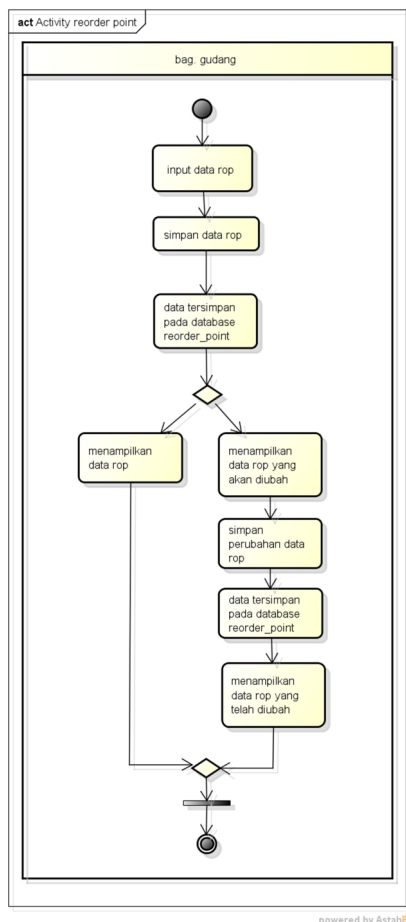 act Activity reorder point
bag. gudang
input data rop
simpan data rop
data tersimpan
pada database
reorder_point
menampilkan
data rop
menampilkan
data rop yang
akan diubah
simpan
perubahan data
rop
data tersimpan
pada database
reorder_point
menampilkan
data rop yang
telah diubah
powered by Astah